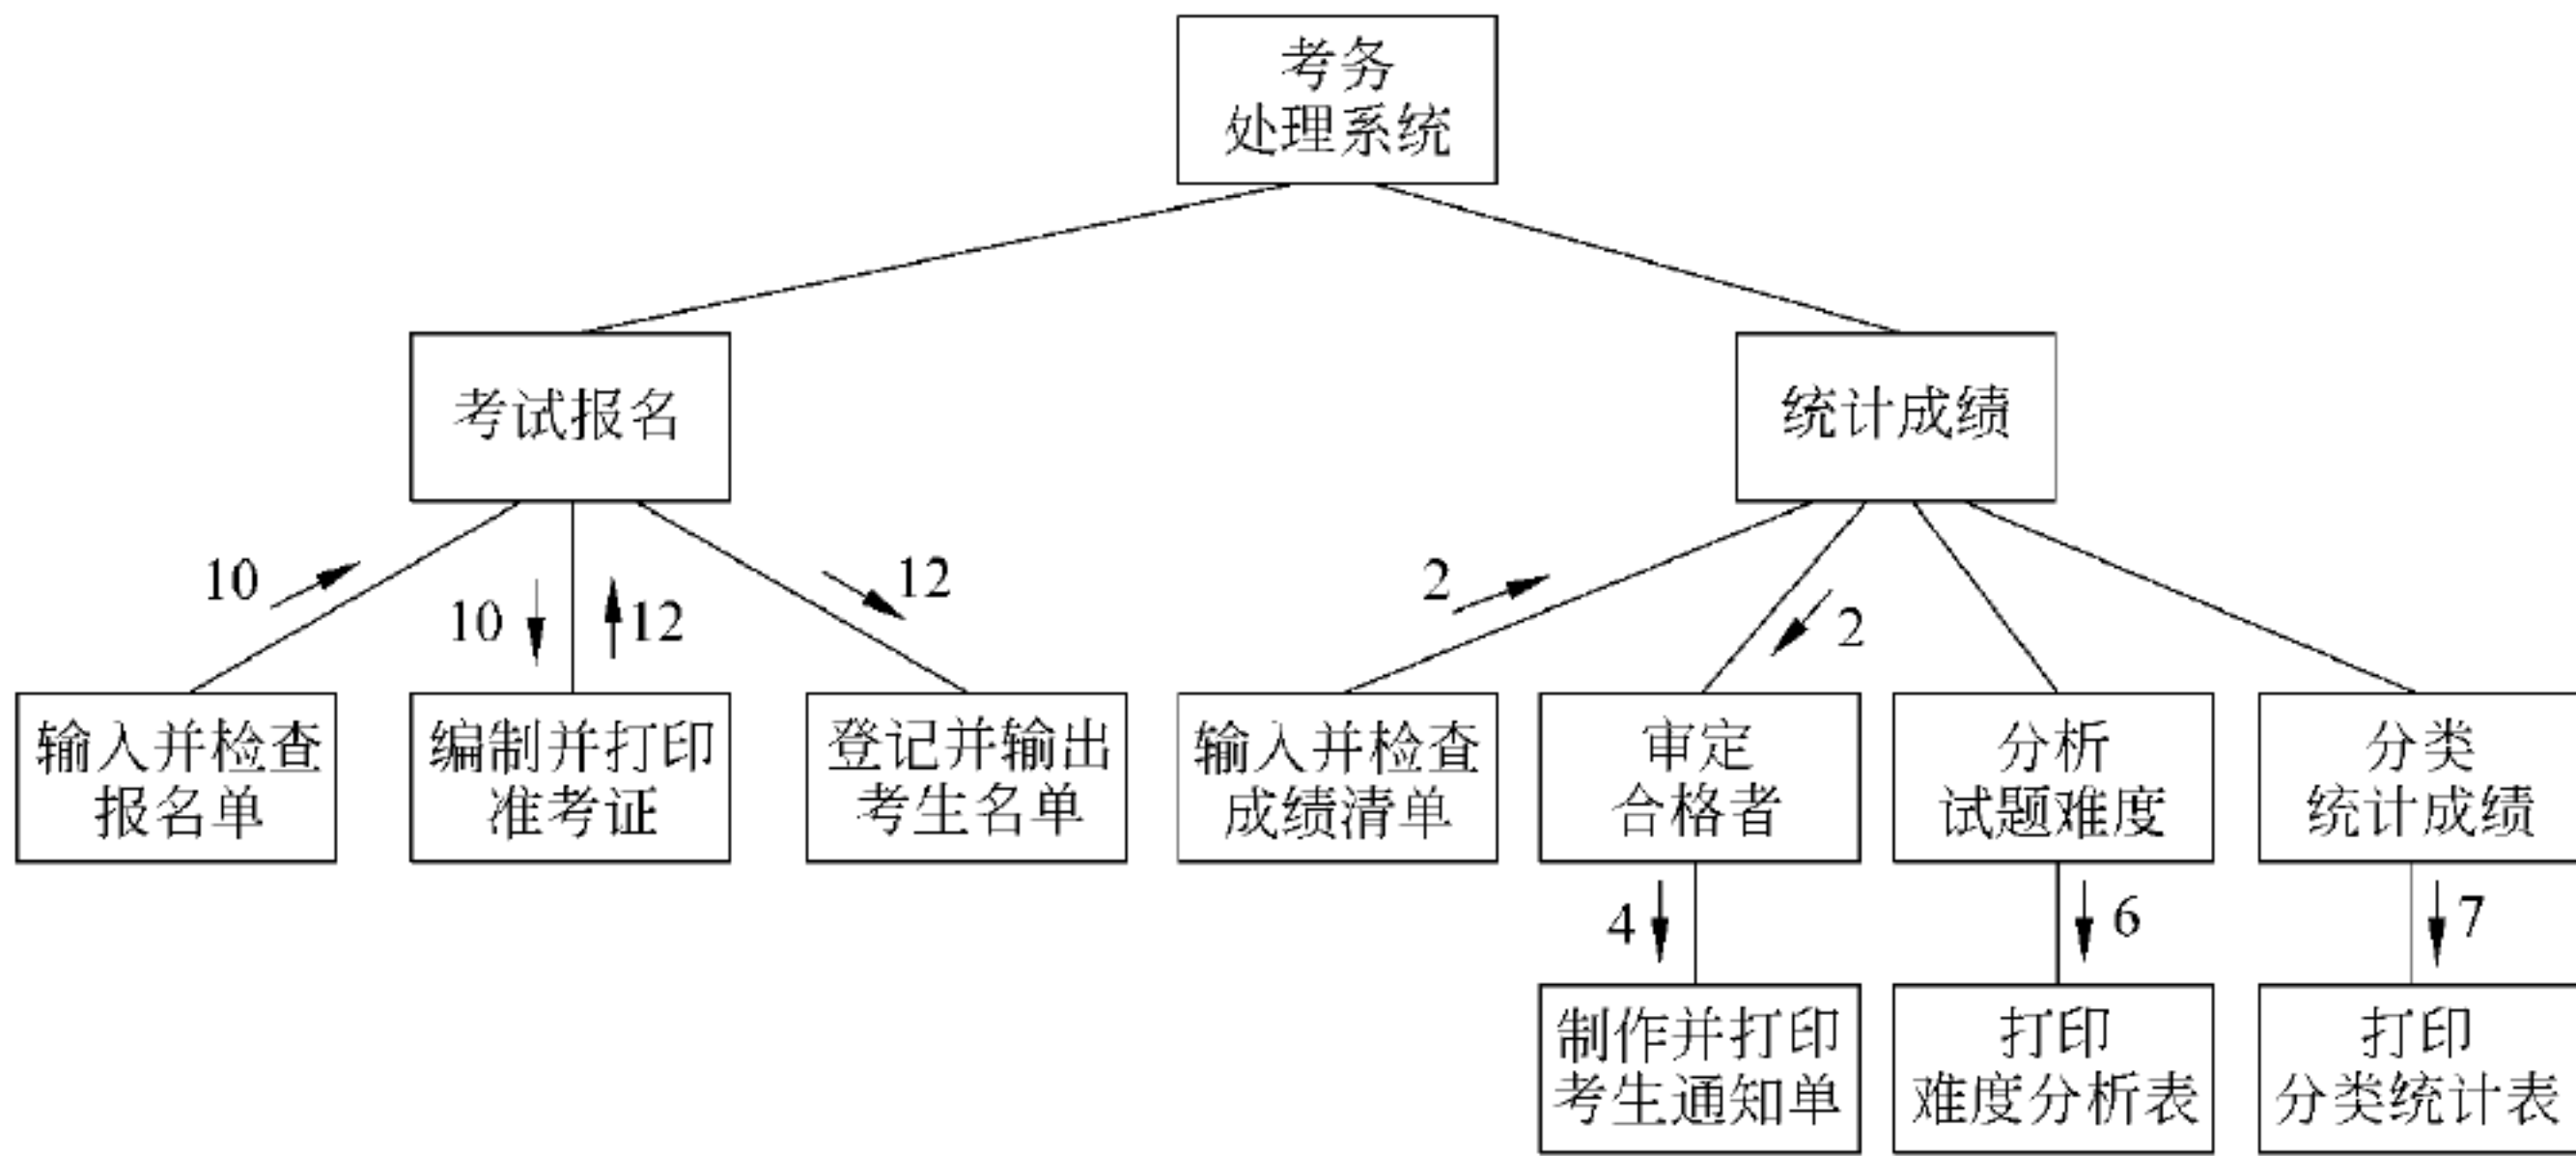 考务
处理系统
考试报名
统计成绩
10
10
12
12
2
2
输入并检查
报名单
编制并打印
准考证
登记并输出
考生名单
输入并检查
成绩清单
审定
合格者
分析
试题难度
分类
统计成绩
4
6
7
制作并打印
考生通知单
打印
难度分析表
打印
分类统计表